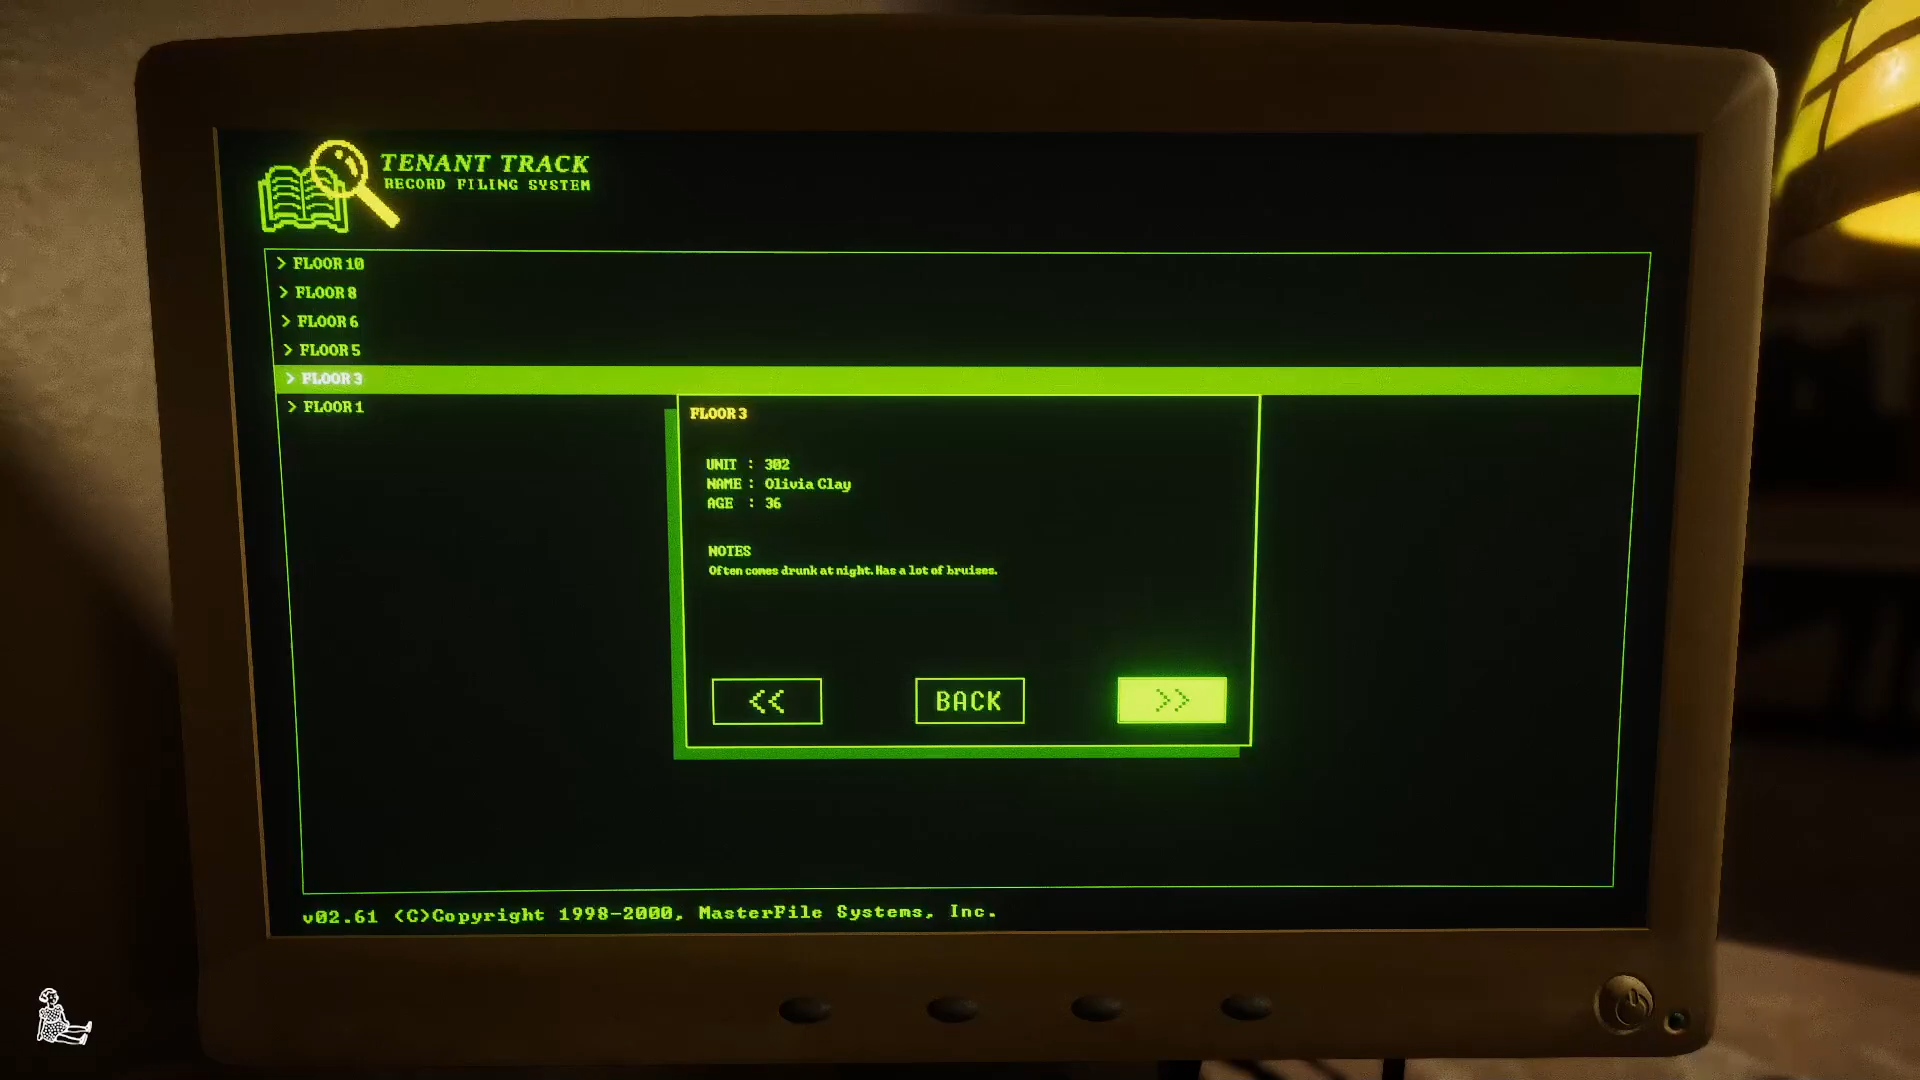 TENANT TRACK
RECORD FILING SYSTEM
> FLOOR 10
> FLOOR 8
> FLOOR 6
> FLOOR 5
> FLOOR 3
> FLOOR 1
FLOOR 3
UNIT : 302
NAME : Olivia Clay
AGE : 36
NOTES
Often comes drunk at night. Has a lot of bruises.
<< BACK >>
v02.61 <C>Copyright 1998-2000, MasterFile Systems, Inc.